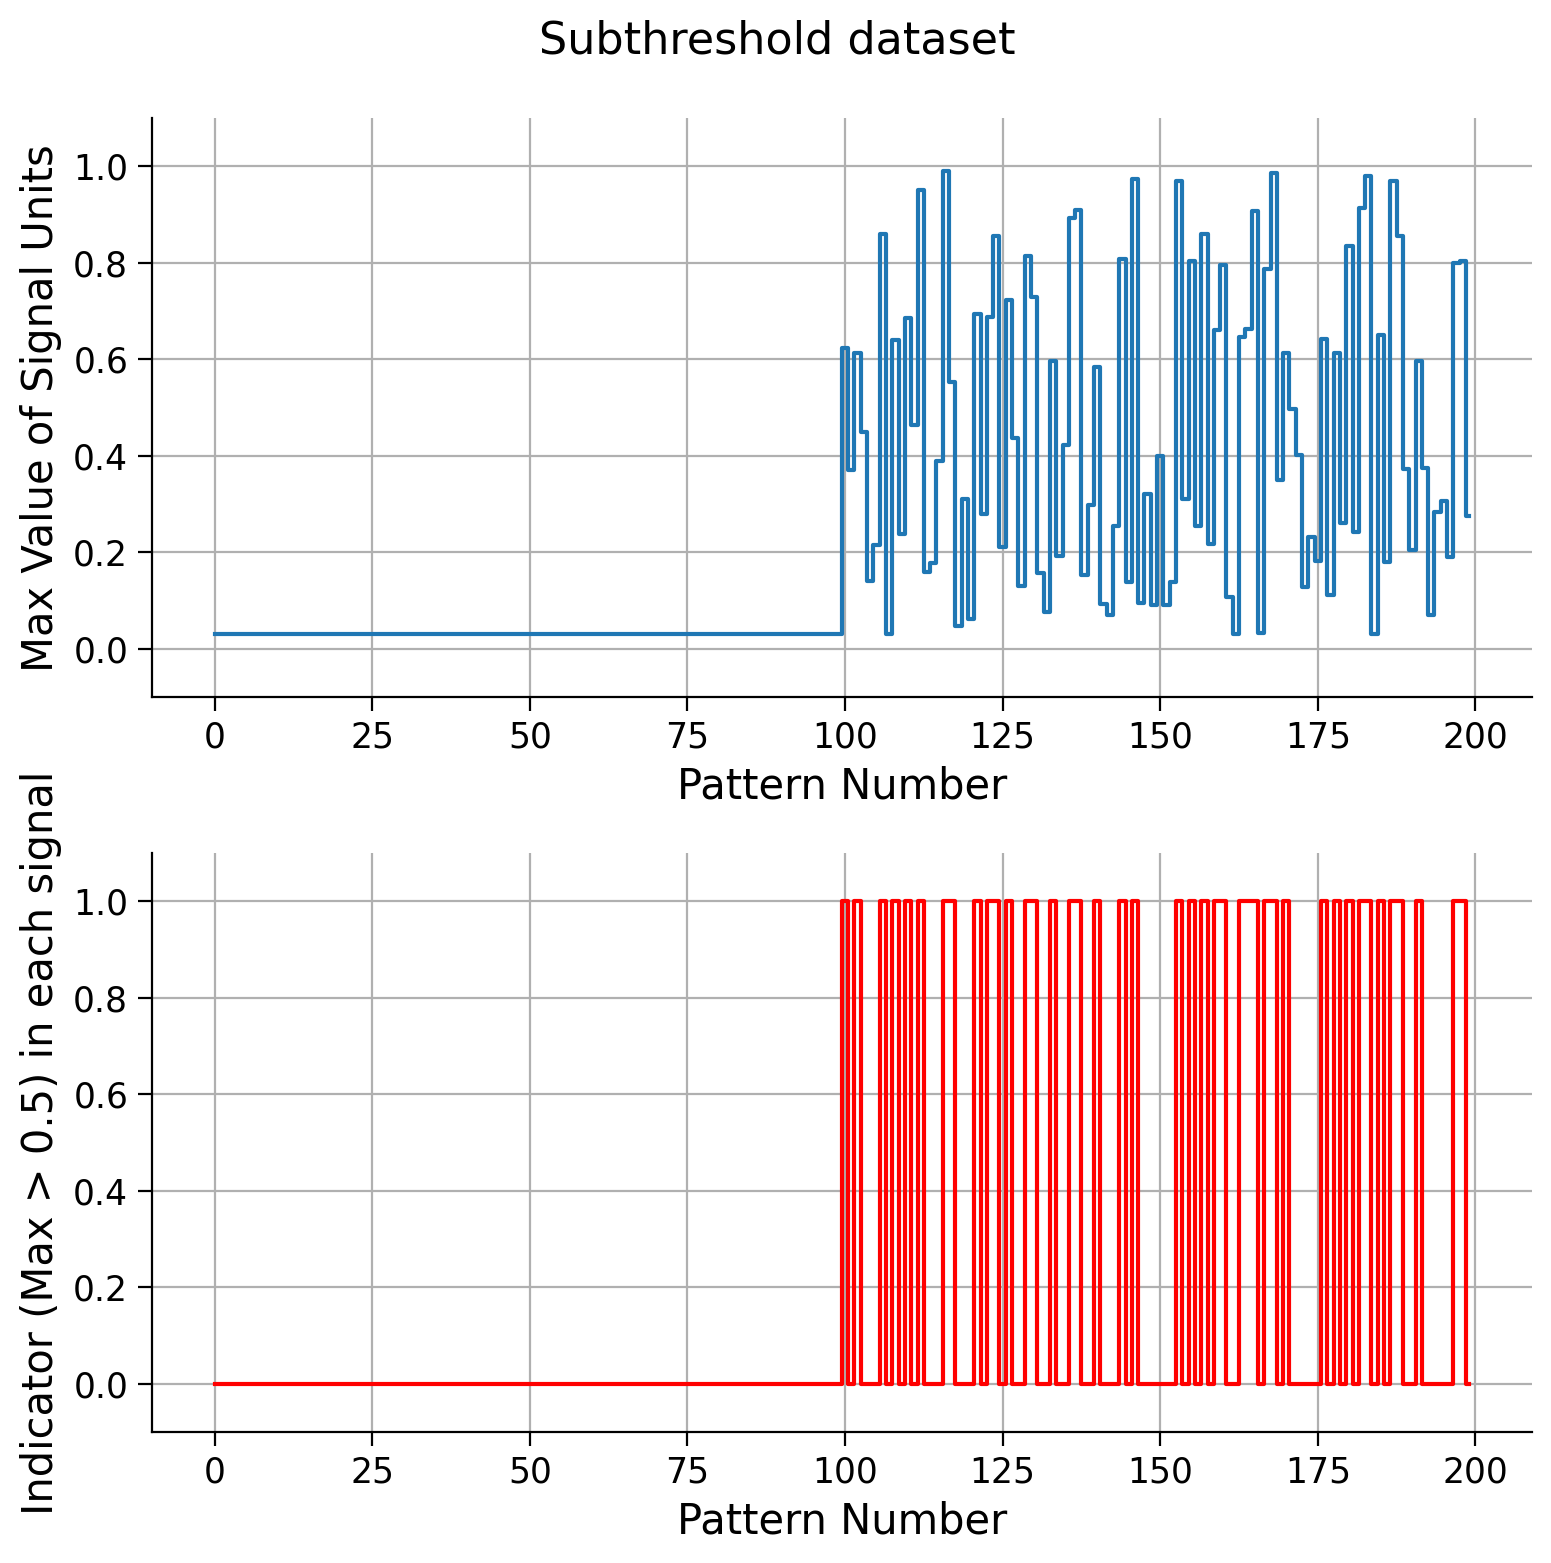 Subthreshold dataset
Max Value of Signal Units
1.0
0.8
0.6
0.4
0.2
0.0
0 25 50 75 100 125 150 175 200
Pattern Number
Indicator (Max > 0.5) in each signal
1.0
0.8
0.6
0.4
0.2
0.0
0 25 50 75 100 125 150 175 200
Pattern Number